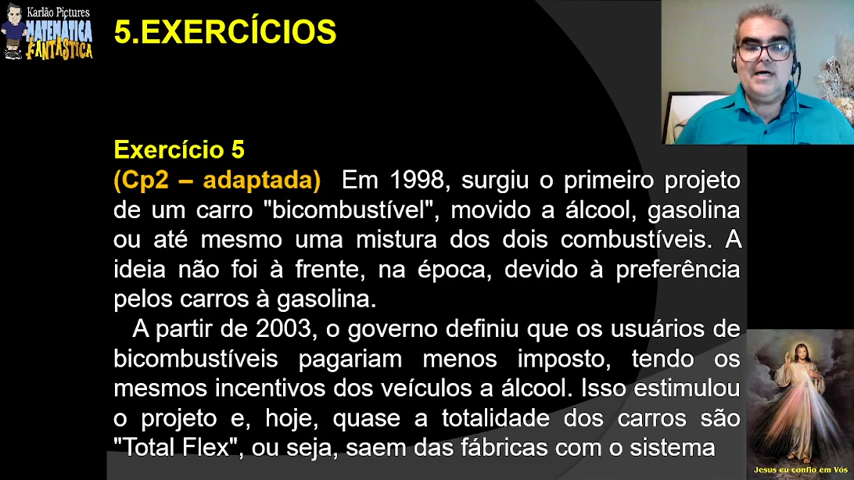 Karlão Pictures
MATEMÁTICA
FANTÁSTICA
5.EXERCÍCIOS
Exercício 5
(Cp2 – adaptada) Em 1998, surgiu o primeiro projeto
de um carro "bicombustível", movido a álcool, gasolina
ou até mesmo uma mistura dos dois combustíveis. A
ideia não foi à frente, na época, devido à preferência
pelos carros à gasolina.
A partir de 2003, o governo definiu que os usuários de
bicombustíveis pagariam menos imposto, tendo os
mesmos incentivos dos veículos a álcool. Isso estimulou
o projeto e, hoje, quase a totalidade dos carros são
"Total Flex", ou seja, saem das fábricas com o sistema
Jesus eu confio em Vós